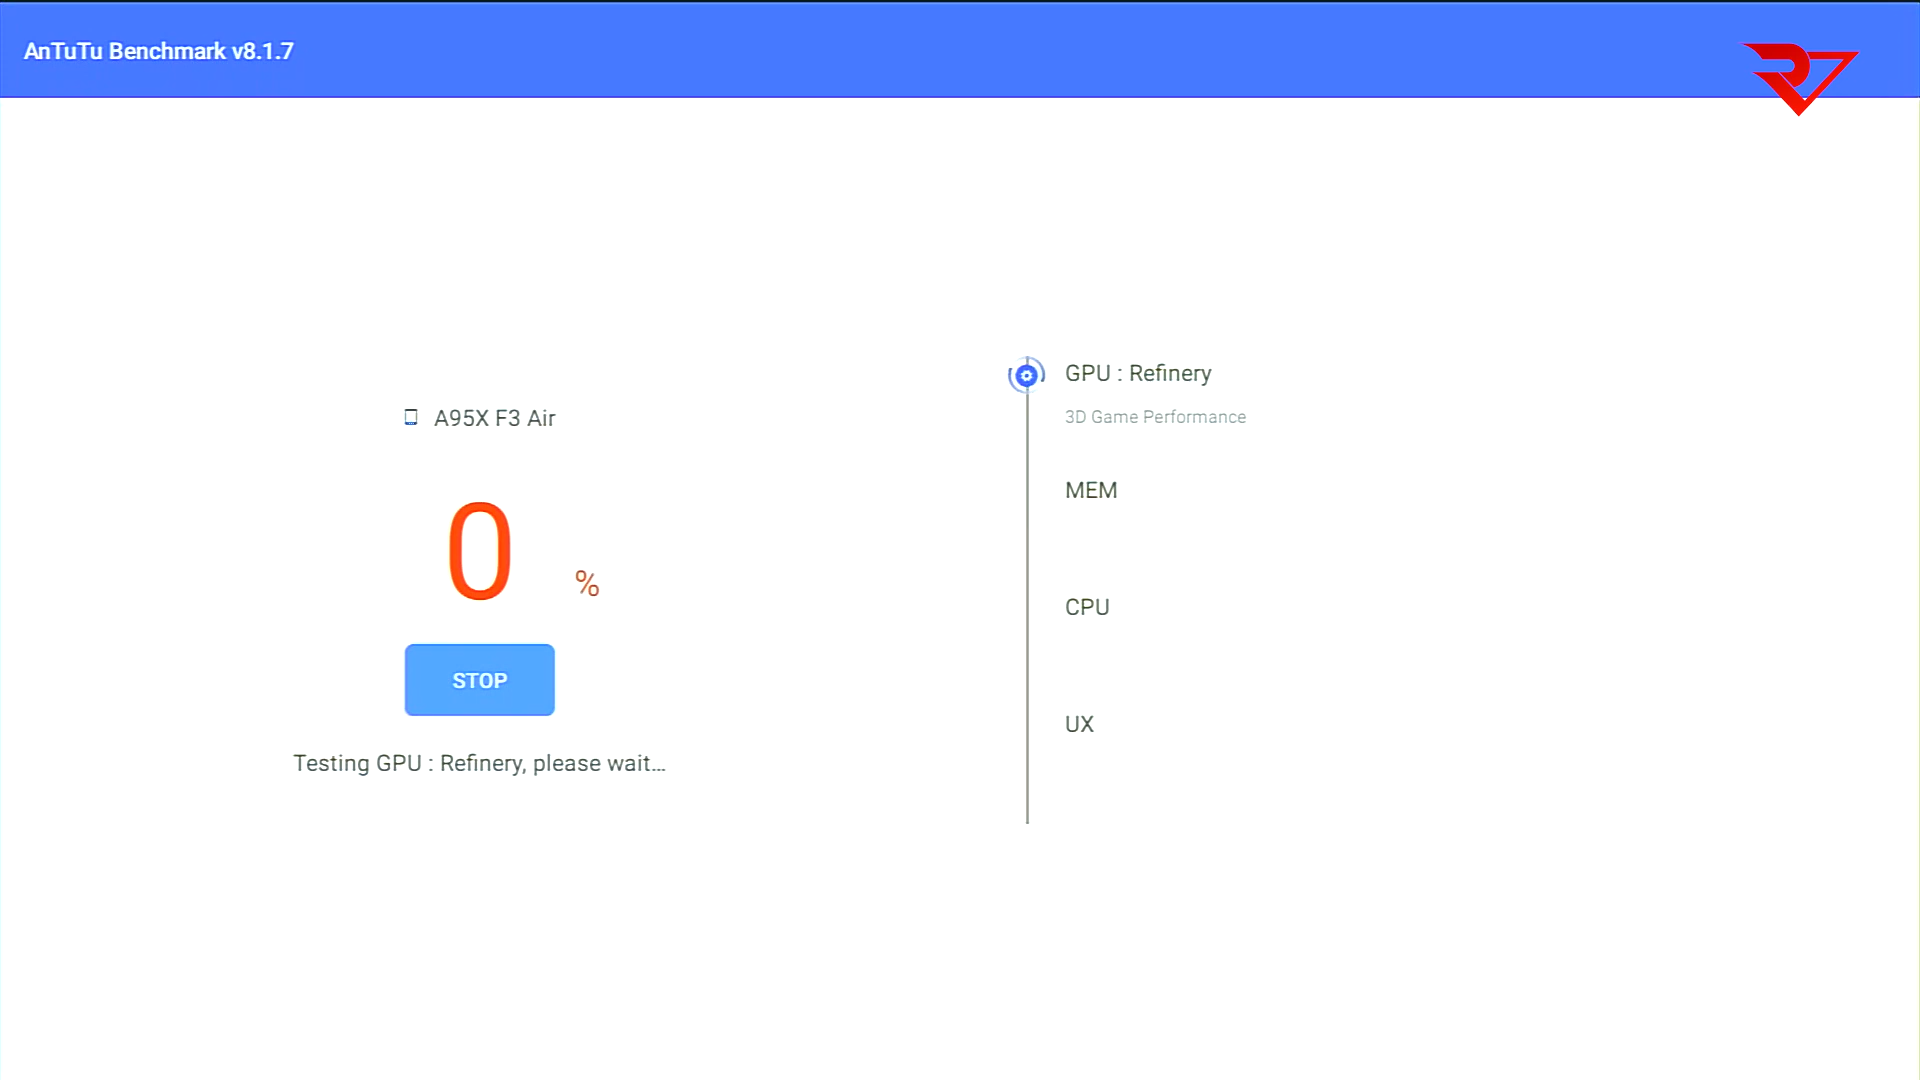 AnTuTu Benchmark v8.1.7
A95X F3 Air
0 %
STOP
Testing GPU : Refinery, please wait...
GPU : Refinery
3D Game Performance
MEM
CPU
UX